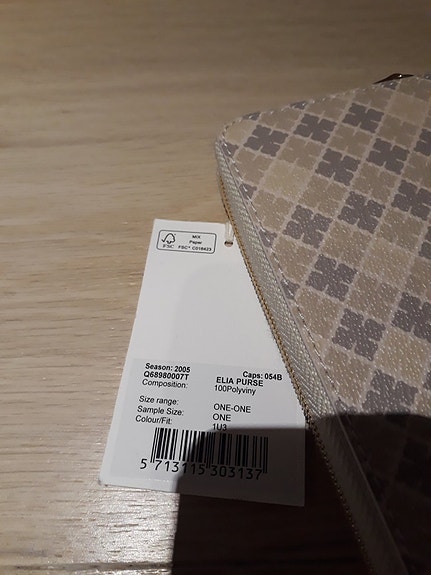 MIX
Paper
FSC
FSC® C018423
Season: 2005
Q68980007T Caps: 054B
ELIA PURSE
Composition: 100Polyviny
Size range: ONE-ONE
Sample Size: ONE
Colour/Fit: 1U3
5 713115 303137